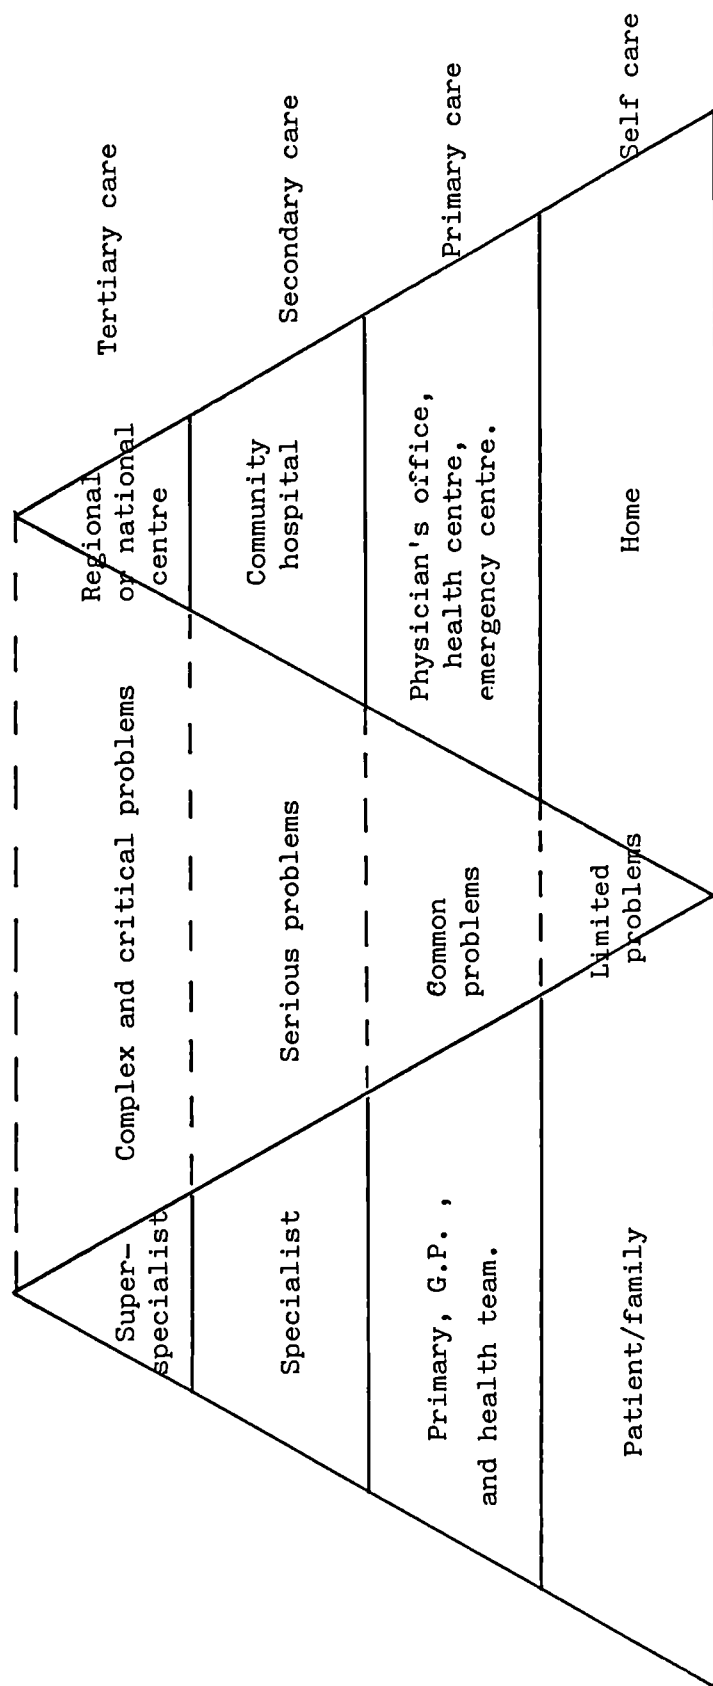 Super-
specialist
Complex and critical problems
Regional
or national
centre
Tertiary care
Specialist
Serious problems
Community
hospital
Secondary care
Primary, G.P. ,
and health team.
Common
problems
Physician's office,
health centre,
emergency centre.
Primary care
Patient/family
Limited
problems
Home
Self care